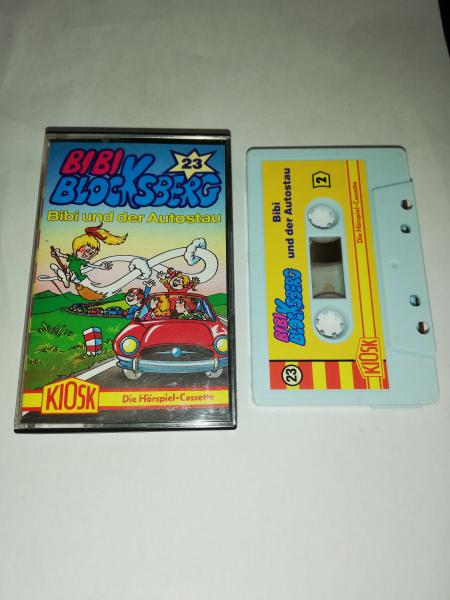 BIBI
BLOCKSBERG
23
Bibi und der Autostau
KIOSK
Die Hörspiel-Cassette
Bibi
und der Autostau
2
Die Hörspiel-Cassette
BIBI
BLOCKSBERG
23
KIOSK